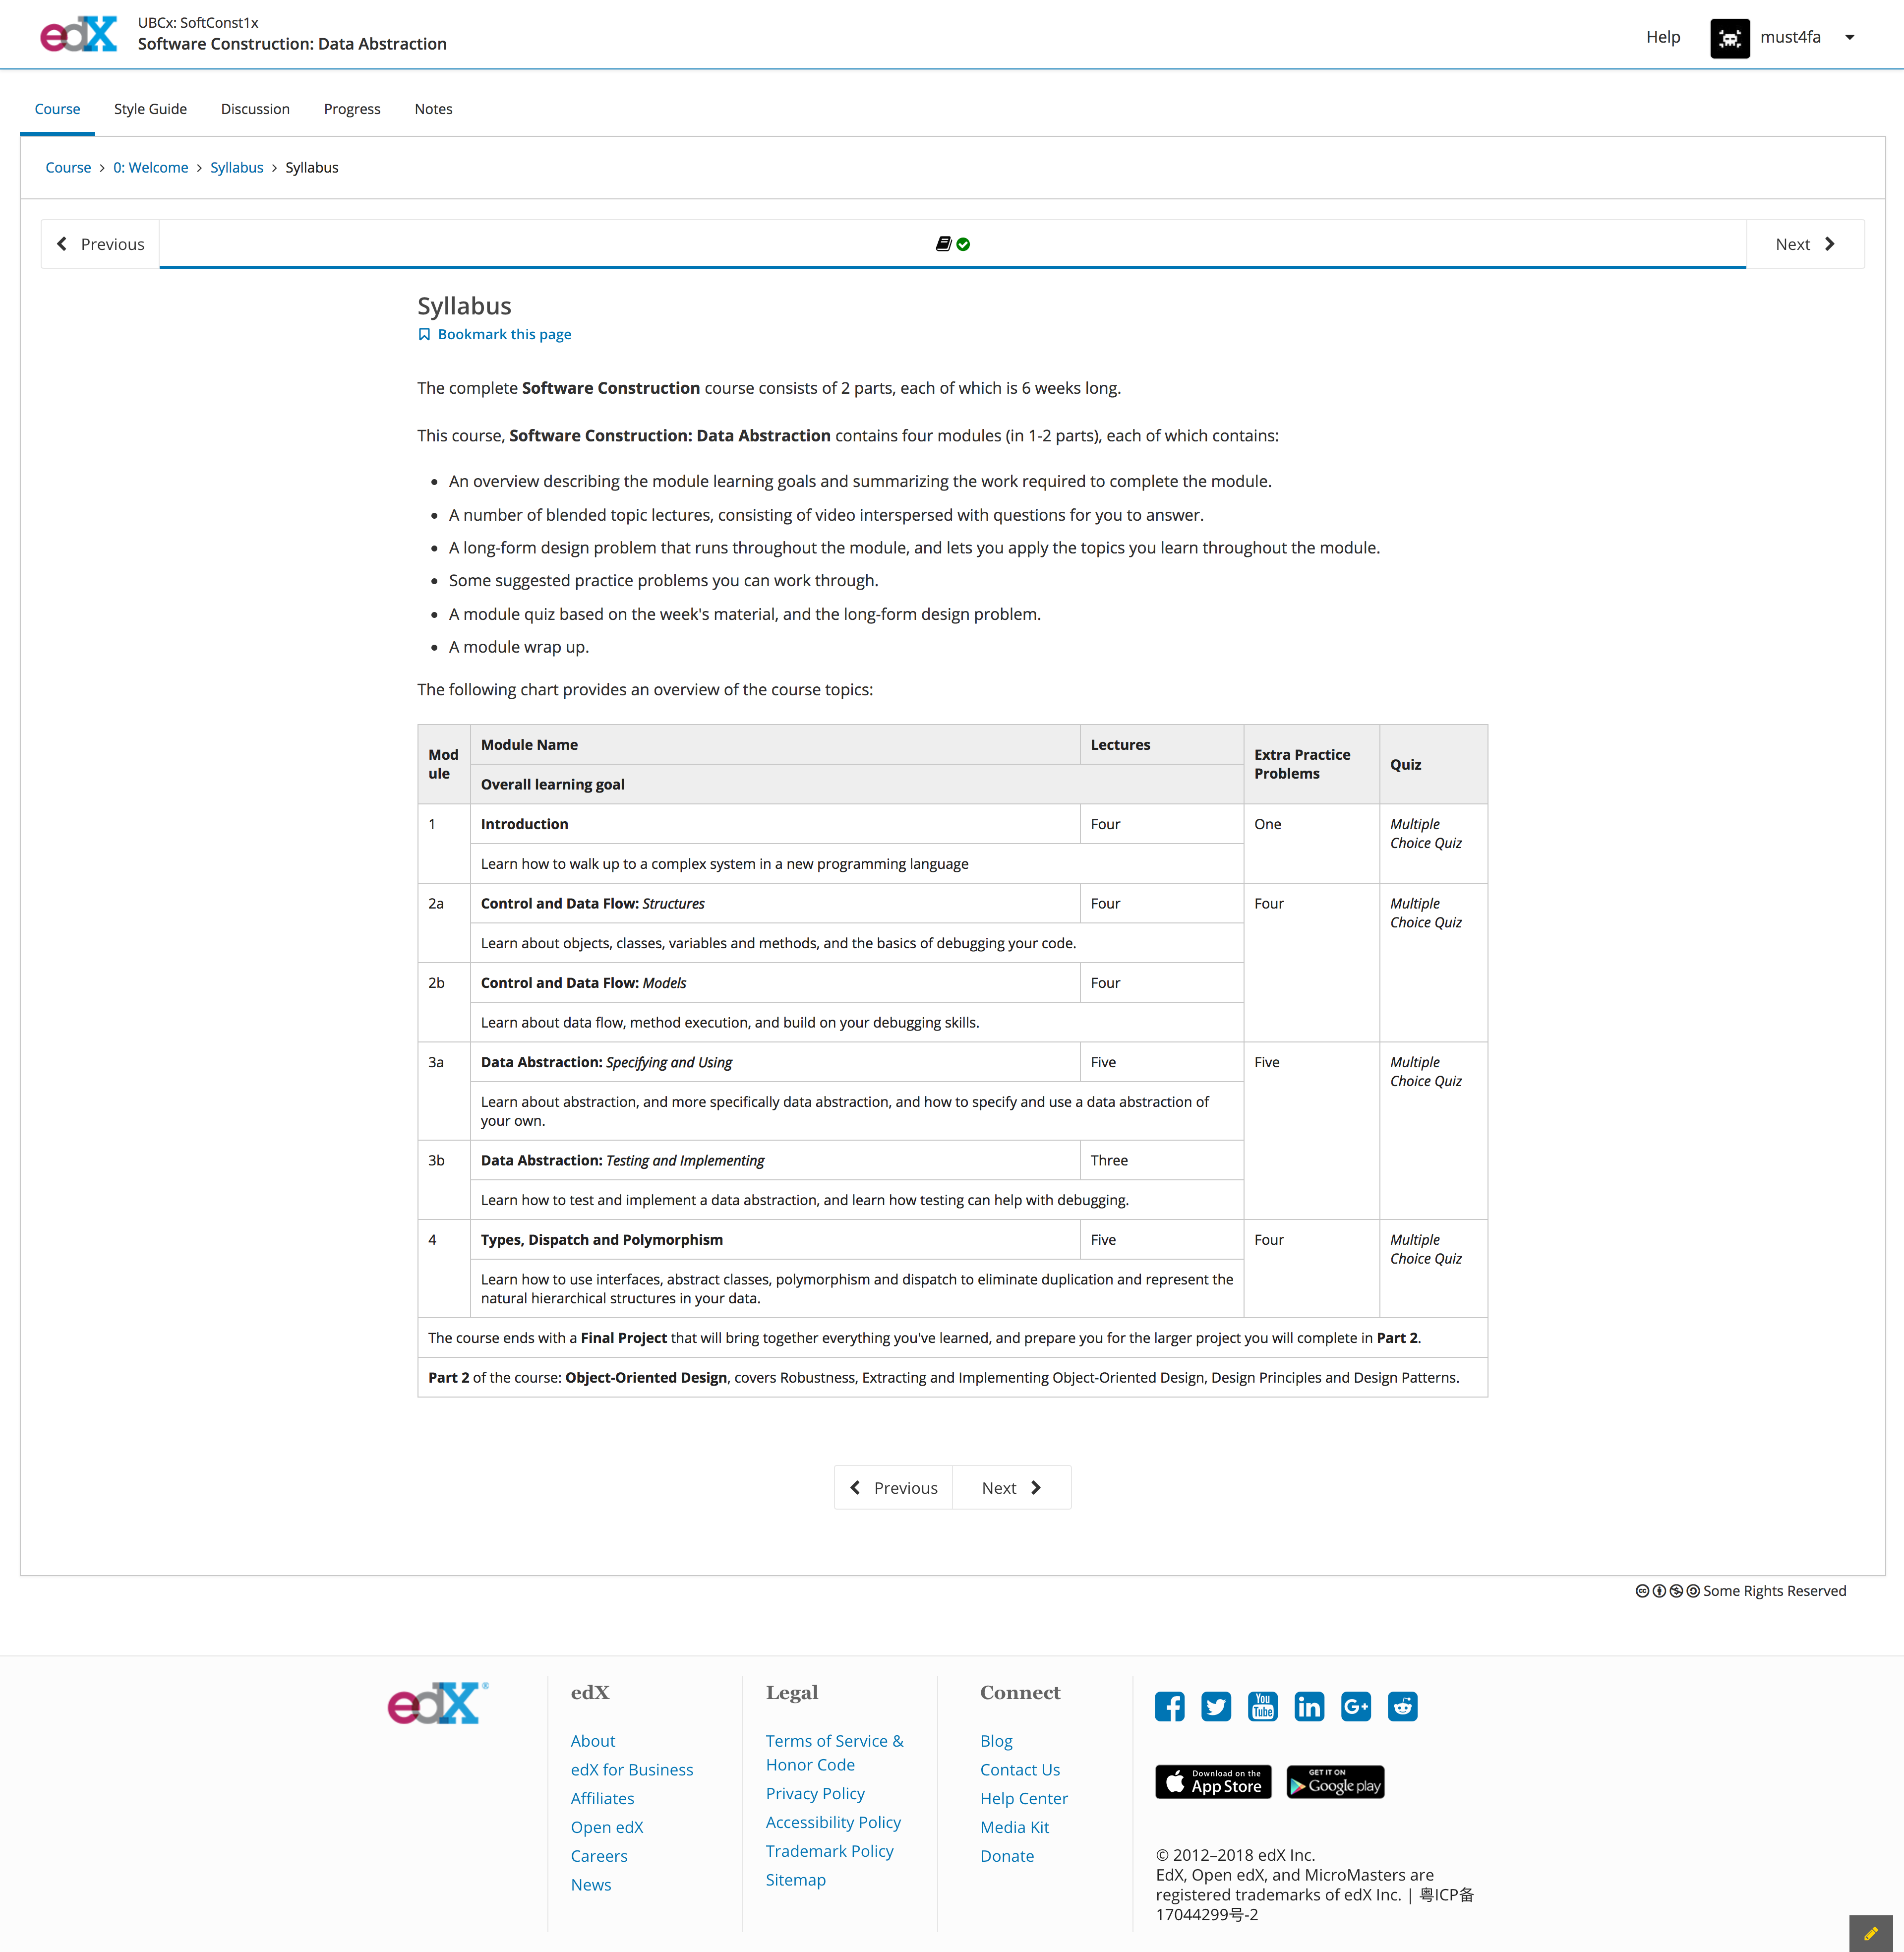 edX
UBCx: SoftConst1x
Software Construction: Data Abstraction
Help
must4fa
Course
Style Guide
Discussion
Progress
Notes
Course > 0: Welcome > Syllabus > Syllabus
Previous
Next
Syllabus
Bookmark this page
The complete Software Construction course consists of 2 parts, each of which is 6 weeks long.
This course, Software Construction: Data Abstraction contains four modules (in 1-2 parts), each of which contains:
• An overview describing the module learning goals and summarizing the work required to complete the module.
• A number of blended topic lectures, consisting of video interspersed with questions for you to answer.
• A long-form design problem that runs throughout the module, and lets you apply the topics you learn throughout the module.
• Some suggested practice problems you can work through.
• A module quiz based on the week's material, and the long-form design problem.
• A module wrap up.
The following chart provides an overview of the course topics:
Mod
ule
Module Name
Lectures
Overall learning goal
Extra Practice
Problems
Quiz
1
Introduction
Four
One
Multiple
Choice Quiz
Learn how to walk up to a complex system in a new programming language
2a
Control and Data Flow: Structures
Four
Four
Multiple
Choice Quiz
Learn about objects, classes, variables and methods, and the basics of debugging your code.
2b
Control and Data Flow: Models
Four
Learn about data flow, method execution, and build on your debugging skills.
3a
Data Abstraction: Specifying and Using
Five
Five
Multiple
Choice Quiz
Learn about abstraction, and more specifically data abstraction, and how to specify and use a data abstraction of
your own.
3b
Data Abstraction: Testing and Implementing
Three
Learn how to test and implement a data abstraction, and learn how testing can help with debugging.
4
Types, Dispatch and Polymorphism
Five
Four
Multiple
Choice Quiz
Learn how to use interfaces, abstract classes, polymorphism and dispatch to eliminate duplication and represent the
natural hierarchical structures in your data.
The course ends with a Final Project that will bring together everything you've learned, and prepare you for the larger project you will complete in Part 2.
Part 2 of the course: Object-Oriented Design, covers Robustness, Extracting and Implementing Object-Oriented Design, Design Principles and Design Patterns.
Previous
Next
Some Rights Reserved
edX®
edX
About
edX for Business
Affiliates
Open edX
Careers
News
Legal
Terms of Service &
Honor Code
Privacy Policy
Accessibility Policy
Trademark Policy
Sitemap
Connect
Blog
Contact Us
Help Center
Media Kit
Donate
You
Tube
in
G+
Download on the
App Store
GET IT ON
Google play
© 2012–2018 edX Inc.
EdX, Open edX, and MicroMasters are
registered trademarks of edX Inc. | 粤ICP备
17044299号-2